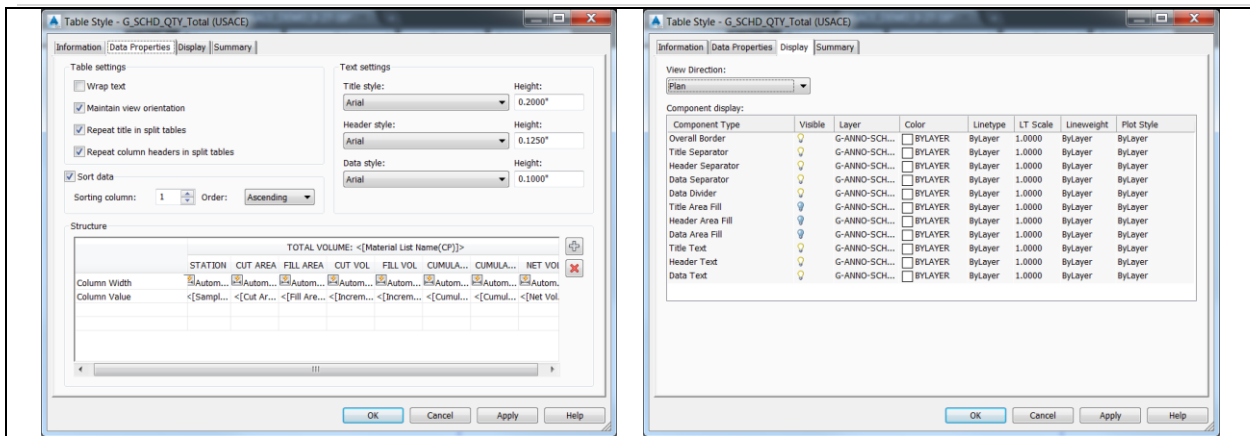 Table Style - G_SCHD_QTY_Total (USACE)
Information Data Properties Display Summary
Table settings
Wrap text
Maintain view orientation
Repeat title in split tables
Repeat column headers in split tables
Sort data
Sorting column: 1 Order: Ascending
Text settings
Title style: Height:
Arial 0.2000"
Header style: Height:
Arial 0.1250"
Data style: Height:
Arial 0.1000"
Structure
TOTAL VOLUME: <[Material List Name(CP)]>
STATION CUT AREA FILL AREA CUT VOL FILL VOL CUMULA... CUMULA... NET VOL
Column Width Autom... Autom... Autom... Autom... Autom... Autom... Autom... Autom.
Column Value <[Sampl... <[Cut Ar... <[Fill Are... <[Increm... <[Increm... <[Cumul... <[Cumul... <[Net Vol.
OK Cancel Apply Help
Table Style - G_SCHD_QTY_Total (USACE)
Information Data Properties Display Summary
View Direction:
Plan
Component display:
Component Type Visible Layer Color Linetype LT Scale Lineweight Plot Style
Overall Border G-ANNO-SCH... BYLAYER ByLayer 1.0000 ByLayer ByLayer
Title Separator G-ANNO-SCH... BYLAYER ByLayer 1.0000 ByLayer ByLayer
Header Separator G-ANNO-SCH... BYLAYER ByLayer 1.0000 ByLayer ByLayer
Data Separator G-ANNO-SCH... BYLAYER ByLayer 1.0000 ByLayer ByLayer
Data Divider G-ANNO-SCH... BYLAYER ByLayer 1.0000 ByLayer ByLayer
Title Area Fill G-ANNO-SCH... BYLAYER ByLayer 1.0000 ByLayer ByLayer
Header Area Fill G-ANNO-SCH... BYLAYER ByLayer 1.0000 ByLayer ByLayer
Data Area Fill G-ANNO-SCH... BYLAYER ByLayer 1.0000 ByLayer ByLayer
Title Text G-ANNO-SCH... BYLAYER ByLayer 1.0000 ByLayer ByLayer
Header Text G-ANNO-SCH... BYLAYER ByLayer 1.0000 ByLayer ByLayer
Data Text G-ANNO-SCH... BYLAYER ByLayer 1.0000 ByLayer ByLayer
OK Cancel Apply Help